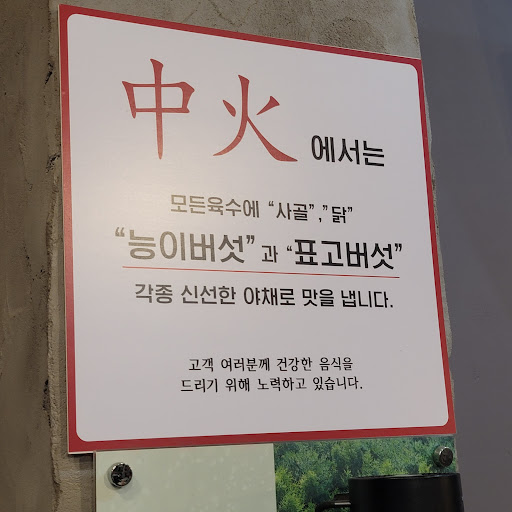 中火 에서는
모든육수에 “사골”,”닭”
“능이버섯” 과 “표고버섯”
각종 신선한 야채로 맛을 냅니다.
고객 여러분께 건강한 음식을
드리기 위해 노력하고 있습니다.